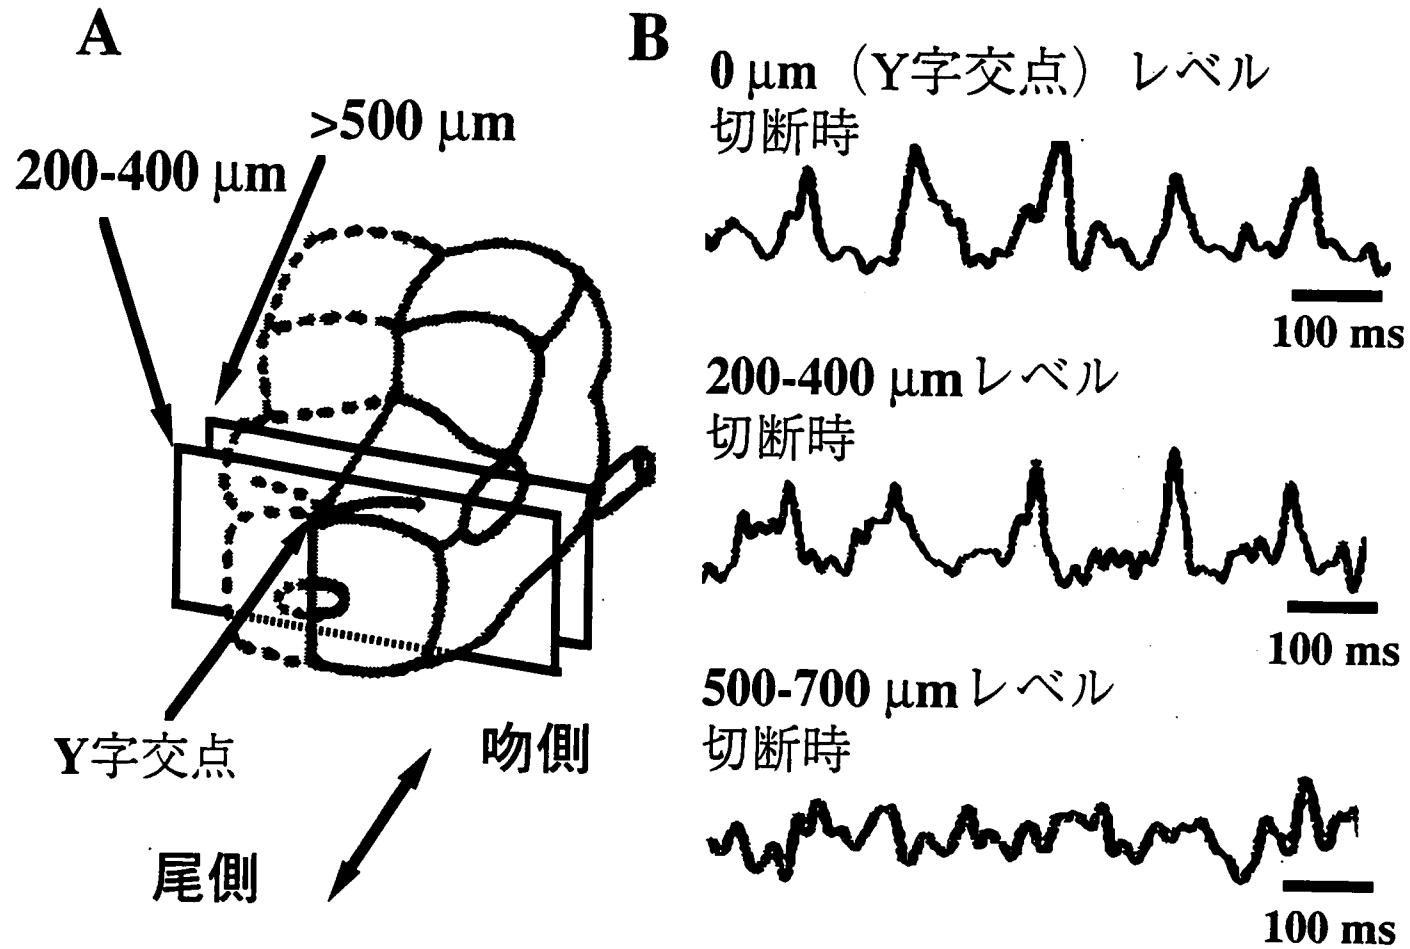 A
>500 μm
200-400 μm
Y字交点
吻側
尾側
B
0 μm（Y字交点）レベル
切断時
100 ms
200-400 μmレベル
切断時
100 ms
500-700 μmレベル
切断時
100 ms